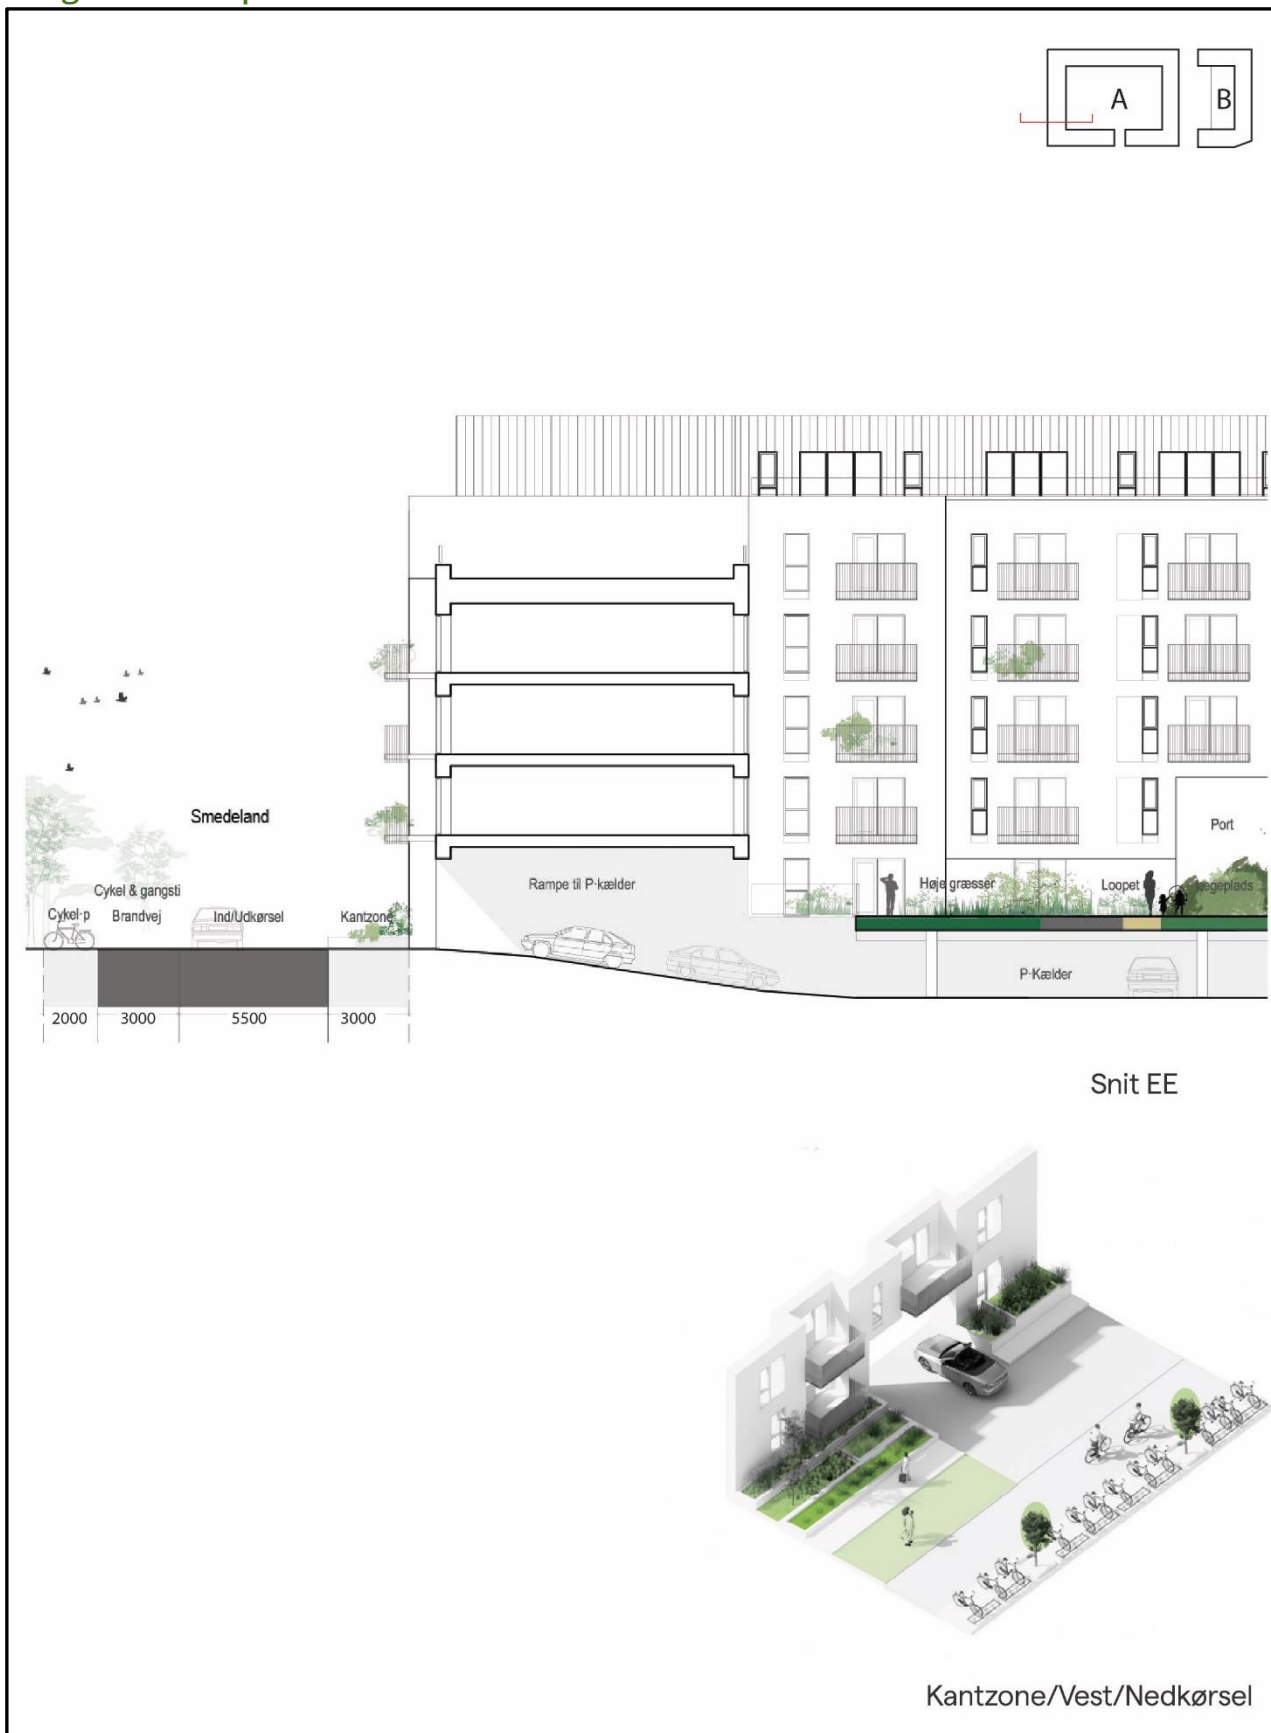 A
B
Smedeland
Port
Rampe til P-kælder
Høje græsser
Loopet
Legeplads
Cykel & gangsti
Cykel-p
Brandvej
Ind/Udkørsel
Kantzone
P-Kælder
2000
3000
5500
3000
Snit EE
Kantzone/Vest/Nedkørsel